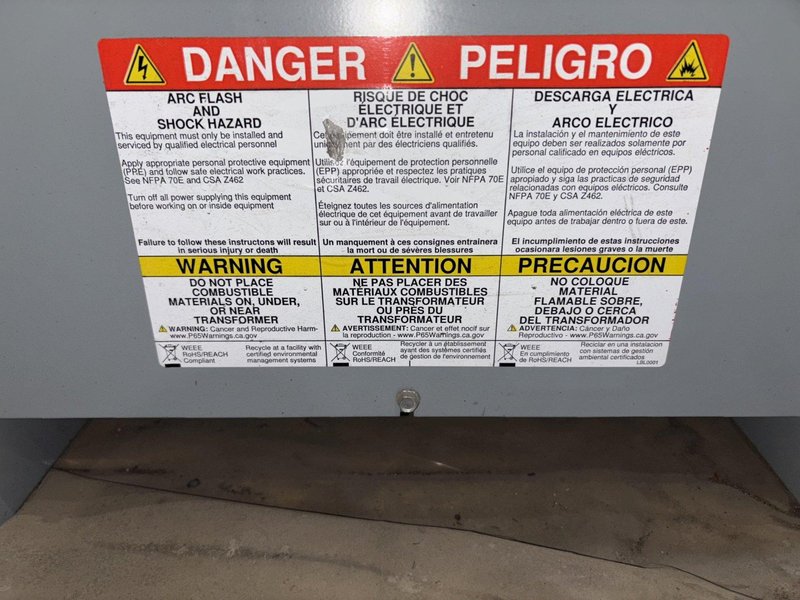 DANGER PELIGRO
ARC FLASH
AND
SHOCK HAZARD
This equipment must only be installed and
serviced by qualified electrical personnel
Apply appropriate personal protective equipment
(PRE) and follow safe electrical work practices.
See NFPA 70E and CSA Z462
Turn off all power supplying this equipment
before working on or inside equipment
Failure to follow these instructons will result
in serious injury or death
RISQUE DE CHOC
ÉLECTRIQUE ET
D'ARC ÉLECTRIQUE
doit être installé et entretenu
par des électriciens qualifiés.
l'équipement de protection personnelle
(EPP) appropriée et respectez les pratiques
sécuritaires de travail électrique. Voir NFPA 70E
et CSA Z462.
Éteignez toutes les sources d'alimentation
électrique de cet équipement avant de travailler
sur ou à l'intérieur de l'équipement.
Un manquement à ces consignes entrainera
la mort ou de sévères blessures
DESCARGA ELECTRICA
Y
ARCO ELECTRICO
La instalación y el mantenimiento de este
equipo deben ser realizados solamente por
personal calificado en equipos eléctricos.
Utilice el equipo de protección personal (EPP)
apropiado y siga las practicas de seguridad
relacionadas con equipos eléctricos. Consulte
NFPA 70E y CSA Z462.
Apague toda alimentación eléctrica de este
equipo antes de trabajar dentro o fuera de este.
El incumplimiento de estas instrucciones
ocasionara lesiones graves o la muerte
WARNING
DO NOT PLACE
COMBUSTIBLE
MATERIALS ON, UNDER,
OR NEAR
TRANSFORMER
WARNING: Cancer and Reproductive Harm-
www.P65Warnings.ca.gov
WEEE
RoHS/REACH
Compliant
Recycle at a facility with
certified environmental
management systems
ATTENTION
NE PAS PLACER DES
MATÉRIAUX COMBUSTIBLES
SUR LE TRANSFORMATEUR
OU PRÈS DU
TRANSFORMATEUR
AVERTISSEMENT: Cancer et effet nocif sur
la reproduction - www.P65Warnings.ca.gov
WEEE
Conformité
RoHS/REACH
Recycler à un établissement
ayant des systèmes certifiés
de gestion de l'environnement
PRECAUCION
NO COLOQUE
MATERIAL
FLAMABLE SOBRE,
DEBAJO O CERCA
DEL TRANSFORMADOR
ADVERTENCIA: Cáncer y Daño
Reproductivo - www.P65Warnings.ca.gov
WEEE
En cumplimiento
de RoHS/REACH
Reciclar en una instalacion
con sistemas de gestión
ambiental certificados
LBL0001